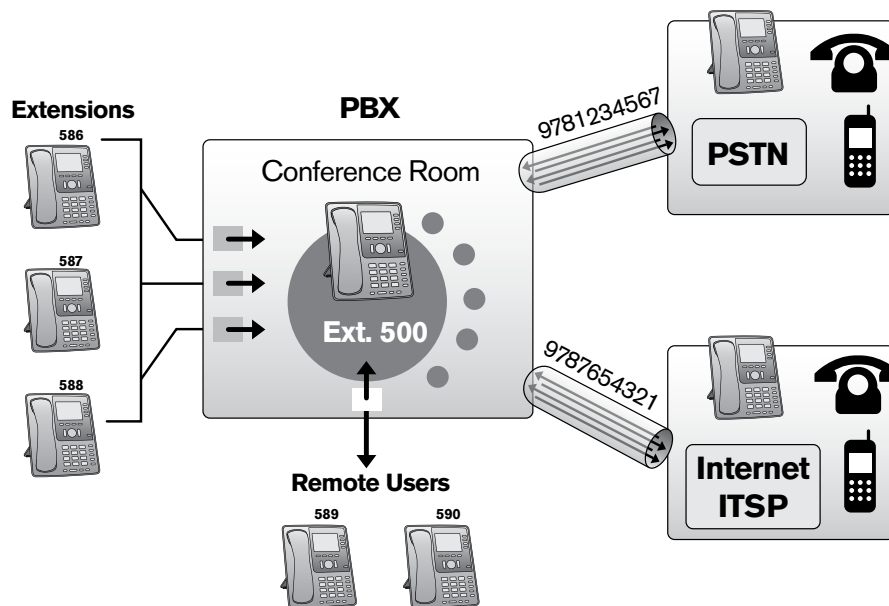 Extensions
586
587
588
PBX
Conference Room
Ext. 500
Remote Users
589
590
9781234567
PSTN
9787654321
Internet
ITSP